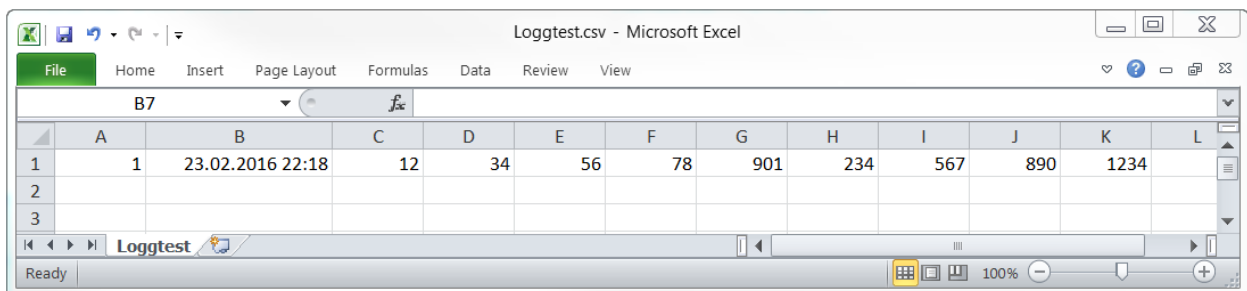 Loggtest.csv - Microsoft Excel
File Home Insert Page Layout Formulas Data Review View
B7 fx
A B C D E F G H I J K L
1 1 23.02.2016 22:18 12 34 56 78 901 234 567 890 1234
2
3
Loggtest
Ready 100%